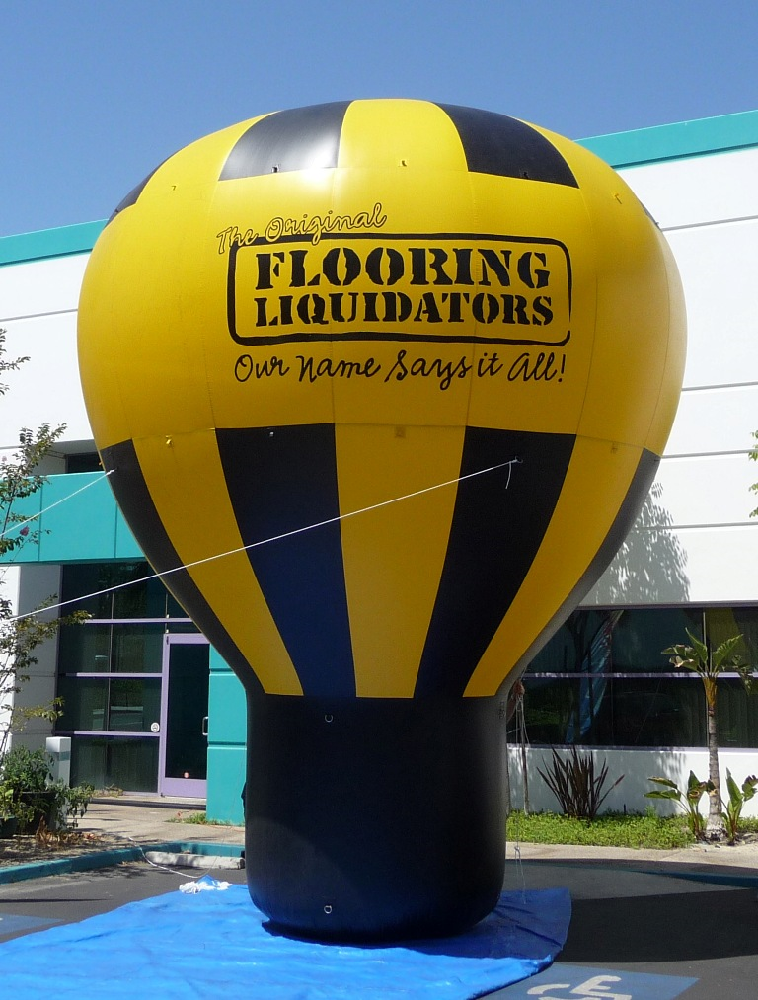 The Original
FLOORING
LIQUIDATORS
Our Name Says it All!